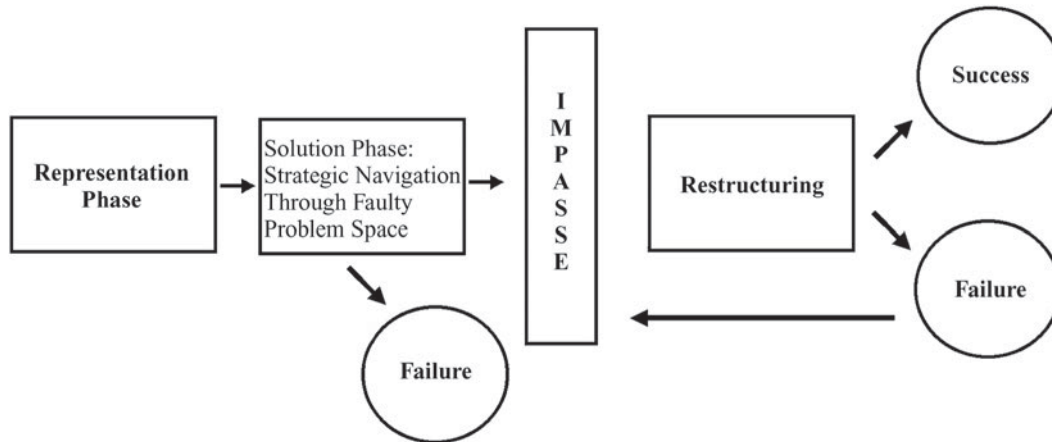 Representation
Phase
Solution Phase:
Strategic Navigation
Through Faulty
Problem Space
Failure
I
M
P
A
S
S
E
Restructuring
Success
Failure